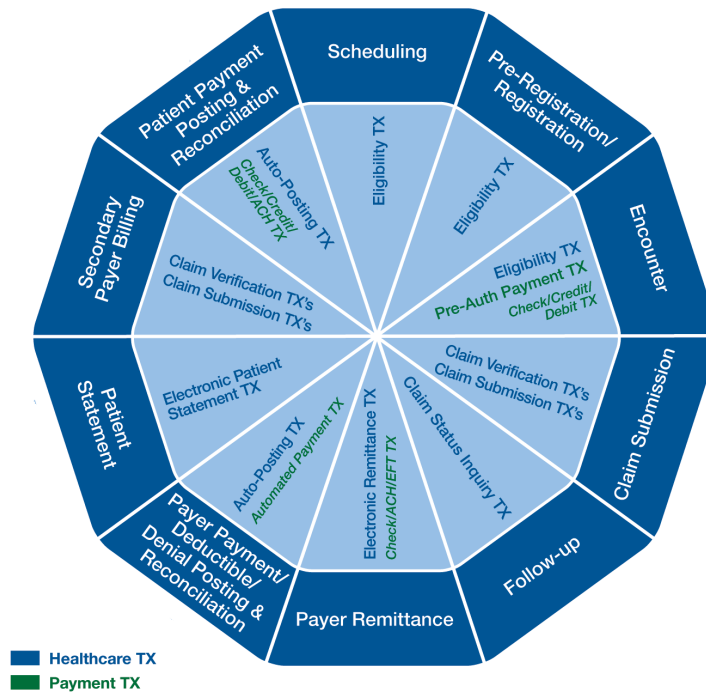 Scheduling
Eligibility TX
Pre-Registration/
Registration
Eligibility TX
Encounter
Eligibility TX
Pre-Auth Payment TX
Check/Credit/
Debit TX
Claim Submission
Claim Verification TX's
Claim Submission TX's
Follow-up
Claim Status Inquiry TX
Payer Remittance
Electronic Remittance TX
Check/ACH/EFT TX
Payer Payment/
Deductible/
Denial Posting &
Reconciliation
Auto-Posting TX
Automated Payment TX
Patient
Statement
Electronic Patient
Statement TX
Secondary
Payer Billing
Claim Verification TX's
Claim Submission TX's
Patient Payment
Posting &
Reconciliation
Auto-Posting TX
Check/Credit/
Debit/ACH TX
Healthcare TX
Payment TX